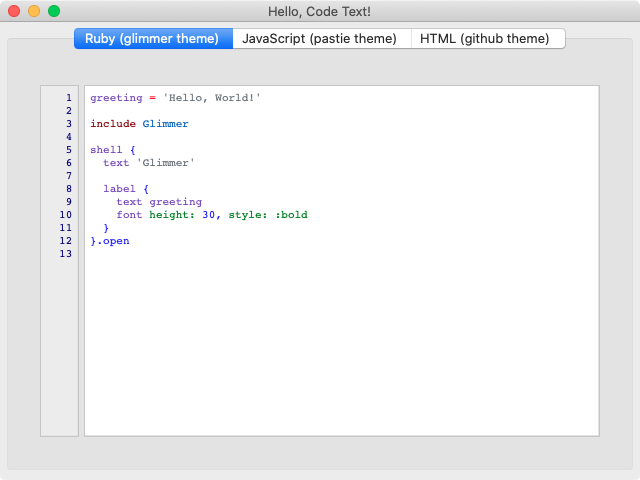 Hello, Code Text!
Ruby (glimmer theme) JavaScript (pastie theme) HTML (github theme)
1 greeting = 'Hello, World!'
2
3 include Glimmer
4
5 shell {
6   text 'Glimmer'
7
8   label {
9     text greeting
10     font height: 30, style: :bold
11   }
12 }.open
13